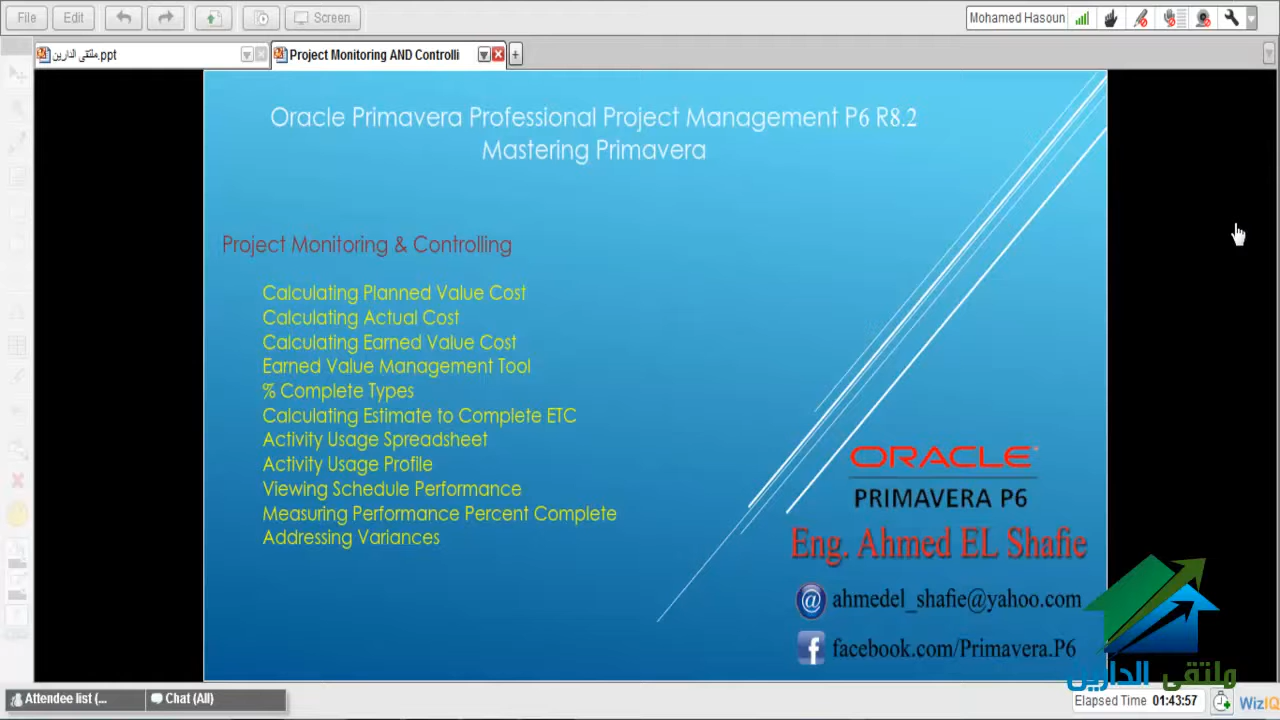 File
Edit
Screen
Mohamed Hasoun
ملتقى الدارين.ppt
Project Monitoring AND Controlli
Oracle Primavera Professional Project Management P6 R8.2
Mastering Primavera
Project Monitoring & Controlling
Calculating Planned Value Cost
Calculating Actual Cost
Calculating Earned Value Cost
Earned Value Management Tool
% Complete Types
Calculating Estimate to Complete ETC
Activity Usage Spreadsheet
Activity Usage Profile
Viewing Schedule Performance
Measuring Performance Percent Complete
Addressing Variances
ORACLE
PRIMAVERA P6
Eng. Ahmed EL Shafie
@ ahmedel_shafie@yahoo.com
f facebook.com/Primavera.P6
ملتقى الدارين
Attendee list (...
Chat (All)
Elapsed Time 01:43:57
WizIQ